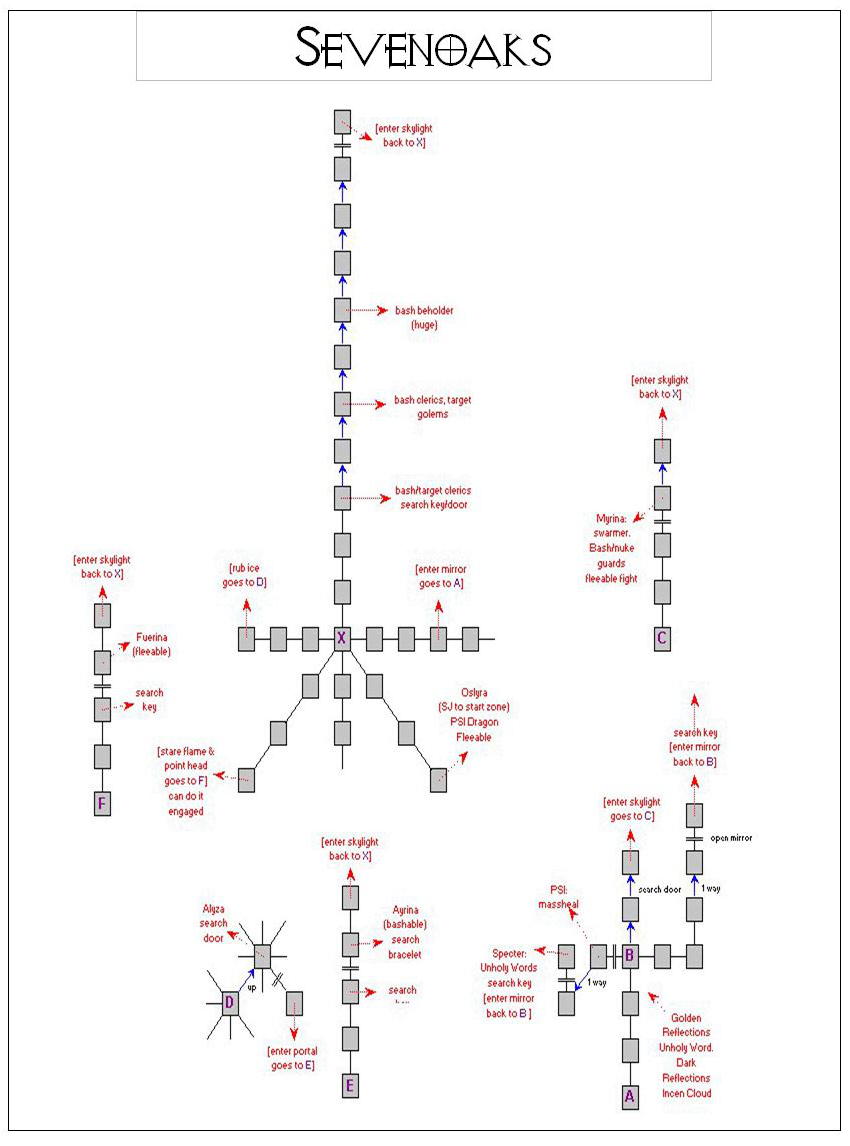 SEVENOAKS
[enter skylight
back to X]
bash beholder
(huge)
bash clerics, target
golems
bash/target clerics
search key/door
[enter skylight
back to X]
Myrina:
swarmer.
Bash/nuke
guards
fleeable fight
C
[enter skylight
back to X]
Fuerina
(fleeable)
search
key
F
[rub ice
goes to D]
[enter mirror
goes to A]
X
[stare flame &
point head
goes to F]
can do it
engaged
Oslyra
(SJ to start zone)
PSI Dragon
Fleeable
search key
[enter mirror
back to B]
open mirror
1 way
[enter skylight
goes to C]
search door
PSI:
massheal
B
Specter:
Unholy Words
search key
[enter mirror
back to B ]
1 way
Golden
Reflections
Unholy Word.
Dark
Reflections
Incen Cloud
A
[enter skylight
back to X]
Ayrina
(bashable)
search
bracelet
search
E
Alyza
search
door
D
up
[enter portal
goes to E]